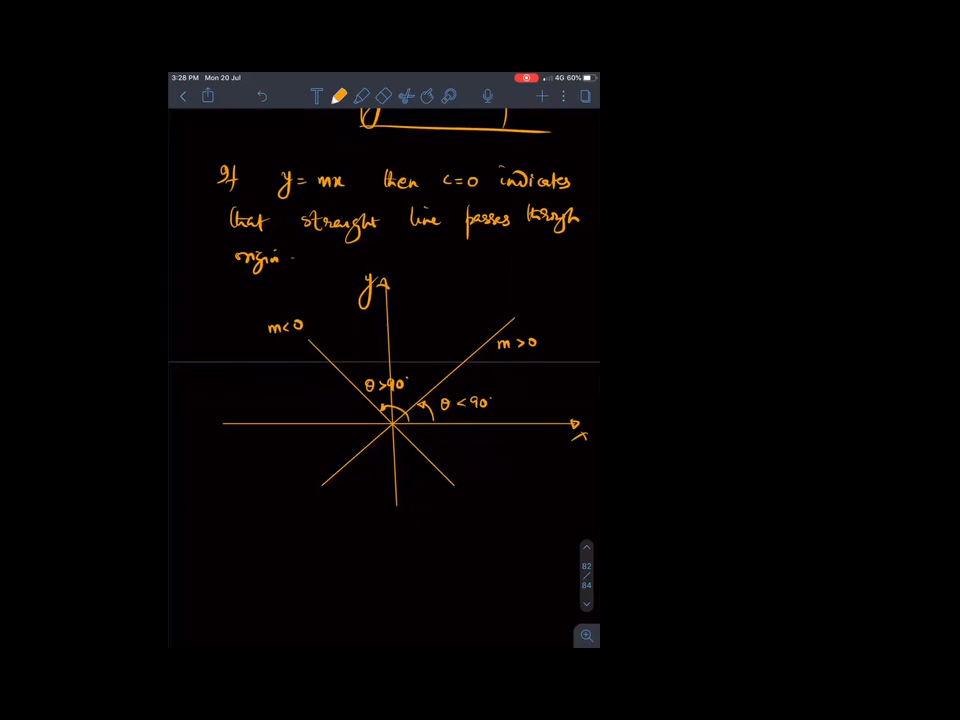 3:28 PM Mon 20 Jul 4G 60%
T
If y = mx then c = 0 indicates
that straight line passes through
origin.
y
m < 0
m > 0
θ > 90°
θ < 90°
x
82
/
84